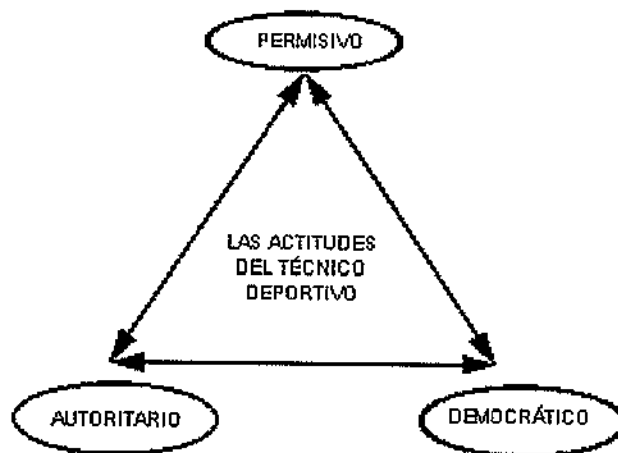 PERMISIVO
LAS ACTITUDES
DEL TÉCNICO
DEPORTIVO
AUTORITARIO
DEMOCRÁTICO